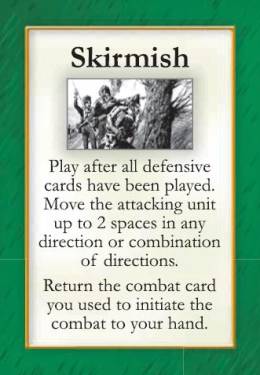 Skirmish
Play after all defensive
cards have been played.
Move the attacking unit
up to 2 spaces in any
direction or combination
of directions.
Return the combat card
you used to initiate the
combat to your hand.